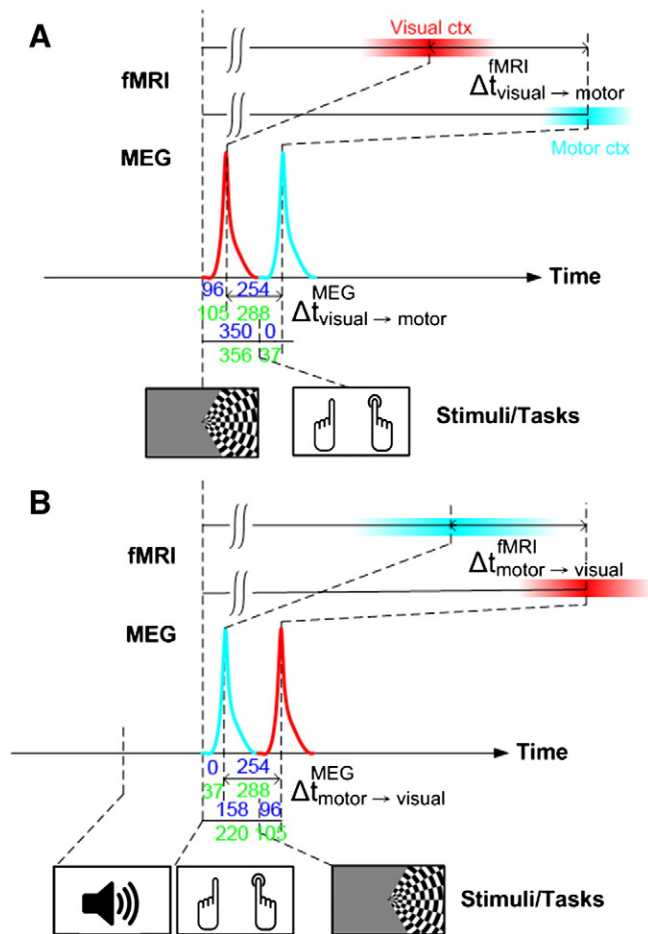 A
Visual ctx
fMRI
Δt fMRI visual → motor
MEG
Motor ctx
Time
96 254
105 288
Δt MEG visual → motor
350 0
356 37
Stimuli/Tasks
B
fMRI
Δt fMRI motor → visual
MEG
Time
0 254
37 288
Δt MEG motor → visual
158 96
220 105
Stimuli/Tasks